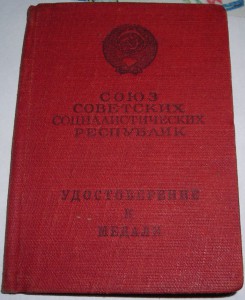 СОЮЗ
СОВЕТСКИХ
СОЦИАЛИСТИЧЕСКИХ
РЕСПУБЛИК
УДОСТОВЕРЕНИЕ
К
МЕДАЛИ